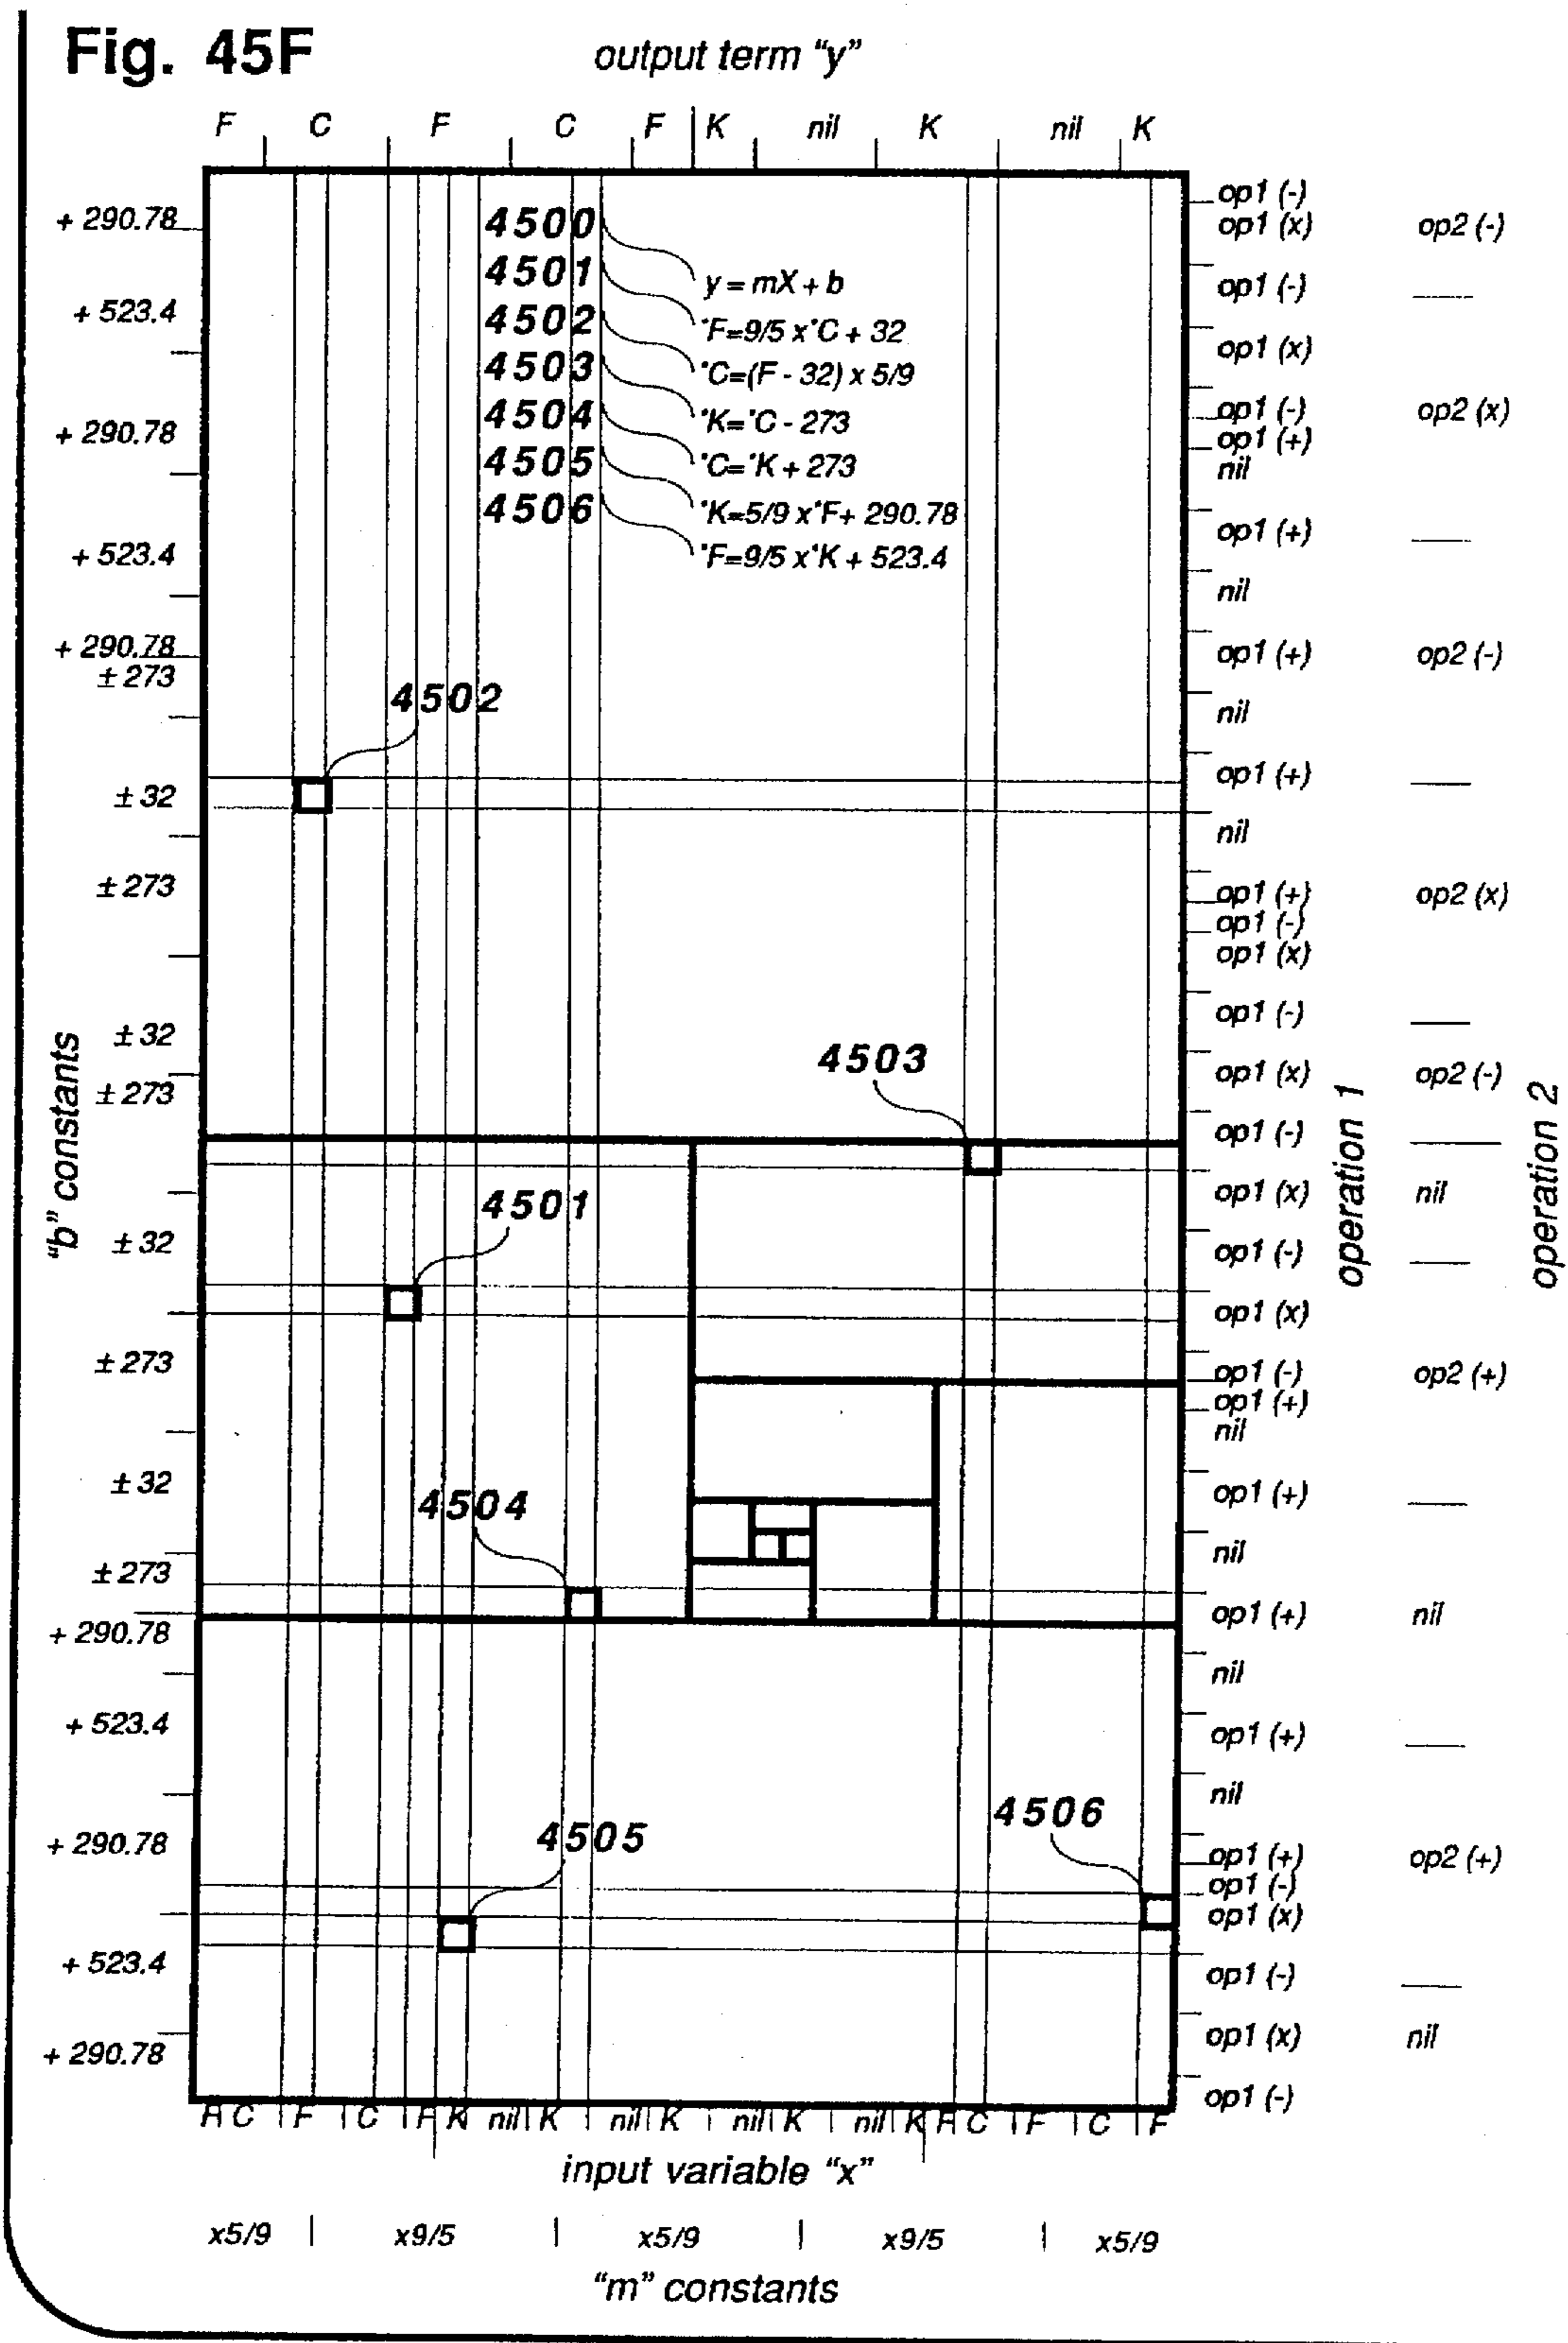 Fig. 45F
output term “y”
F C F C F K nil K nil K
4500
y = mX + b
4501
°F=9/5 x°C + 32
4502
°C=(F - 32) x 5/9
4503
°K=°C - 273
4504
°C=°K + 273
4505
°K=5/9 x°F+ 290.78
4506
°F=9/5 x°K + 523.4
4502
4503
4501
4504
4505
4506
“b” constants
+ 290.78
+ 523.4
+ 290.78
+ 523.4
+ 290.78
± 273
± 32
± 273
± 32
± 273
± 32
± 273
± 32
± 273
+ 290.78
+ 523.4
+ 290.78
+ 523.4
+ 290.78
op1 (-)
op1 (x) op2 (-)
op1 (-)
op1 (x)
op1 (-) op2 (x)
op1 (+)
nil
op1 (+)
nil
op1 (+) op2 (-)
nil
op1 (+)
nil
op1 (+) op2 (x)
op1 (-)
op1 (x)
op1 (-)
op1 (x) op2 (-)
op1 (-)
op1 (x) nil
op1 (-)
op1 (x)
op1 (-) op2 (+)
op1 (+)
nil
op1 (+)
nil
op1 (+) nil
nil
op1 (+)
nil
op1 (+) op2 (+)
op1 (-)
op1 (x)
op1 (-)
op1 (x) nil
op1 (-)
operation 1
operation 2
F C F C F K nil K nil K nil K nil K F C F C F
input variable “x”
x5/9 x9/5 x5/9 x9/5 x5/9
“m” constants